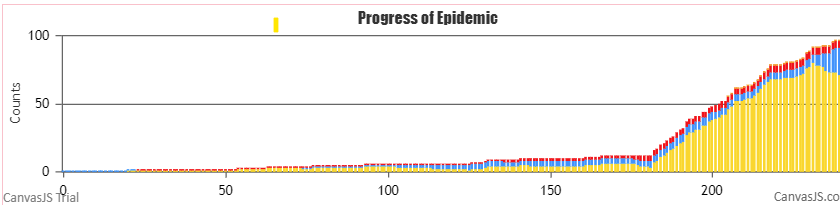 Progress of Epidemic
100
50
0
Counts
0
50
100
150
200
CanvasJS Trial
CanvasJS.co